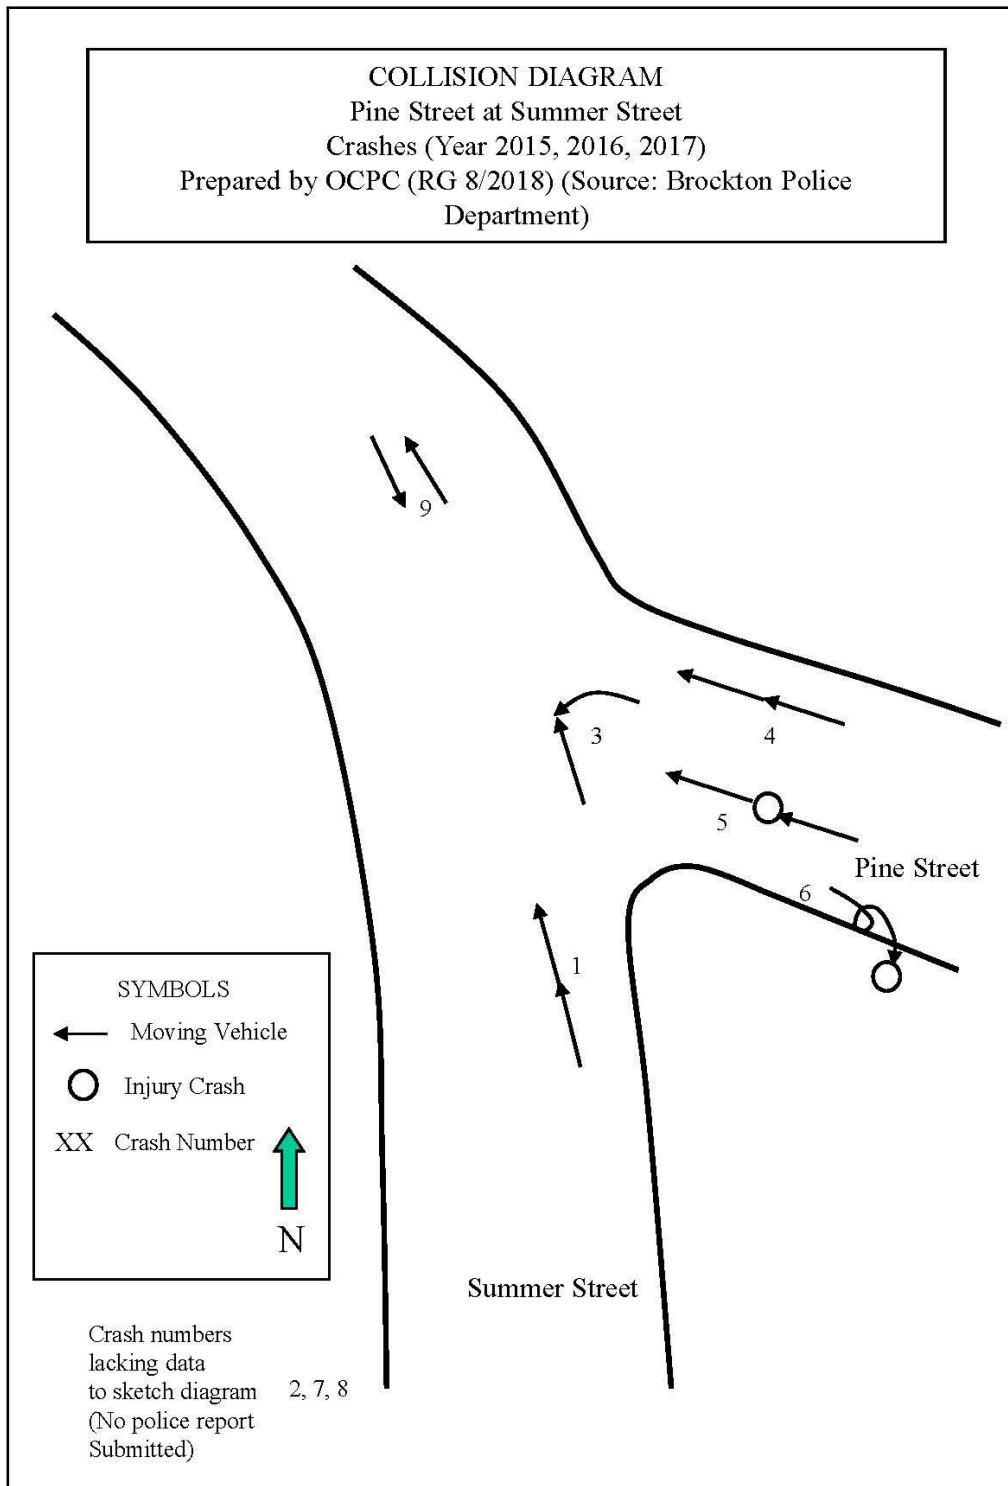 COLLISION DIAGRAM
Pine Street at Summer Street
Crashes (Year 2015, 2016, 2017)
Prepared by OCPC (RG 8/2018) (Source: Brockton Police
Department)
9
3
4
5
Pine Street
6
1
SYMBOLS
Moving Vehicle
Injury Crash
XX Crash Number
N
Summer Street
Crash numbers
lacking data
to sketch diagram 2, 7, 8
(No police report
Submitted)